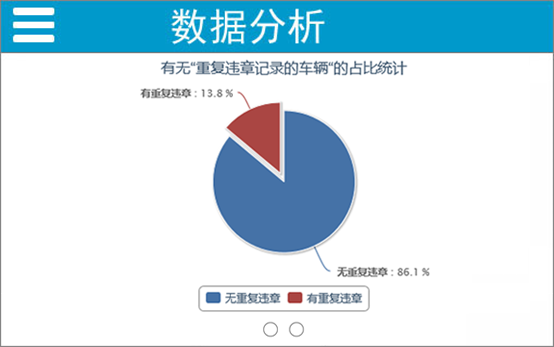 数据分析
有无"重复违章记录的车辆"的占比统计
有重复违章 : 13.8 %
无重复违章 : 86.1 %
无重复违章 有重复违章